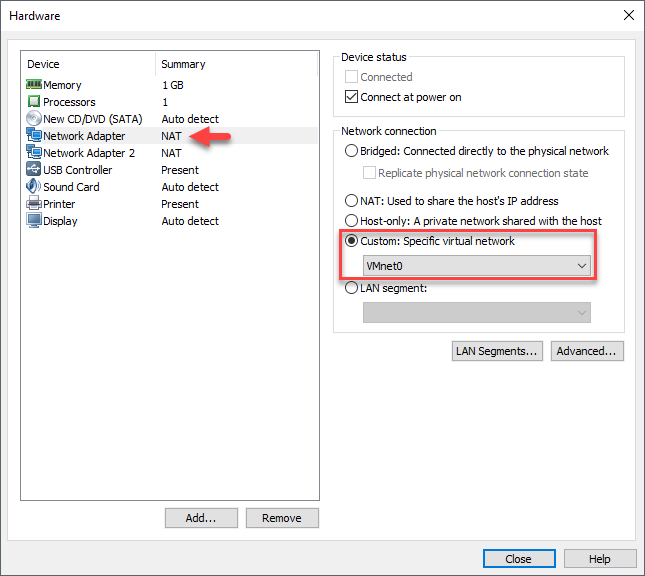 Hardware
Device Summary
Memory 1 GB
Processors 1
New CD/DVD (SATA) Auto detect
Network Adapter NAT
Network Adapter 2 NAT
USB Controller Present
Sound Card Auto detect
Printer Present
Display Auto detect
Add... Remove
Device status
Connected
Connect at power on
Network connection
Bridged: Connected directly to the physical network
Replicate physical network connection state
NAT: Used to share the host's IP address
Host-only: A private network shared with the host
Custom: Specific virtual network
VMnet0
LAN segment:
LAN Segments... Advanced...
Close Help